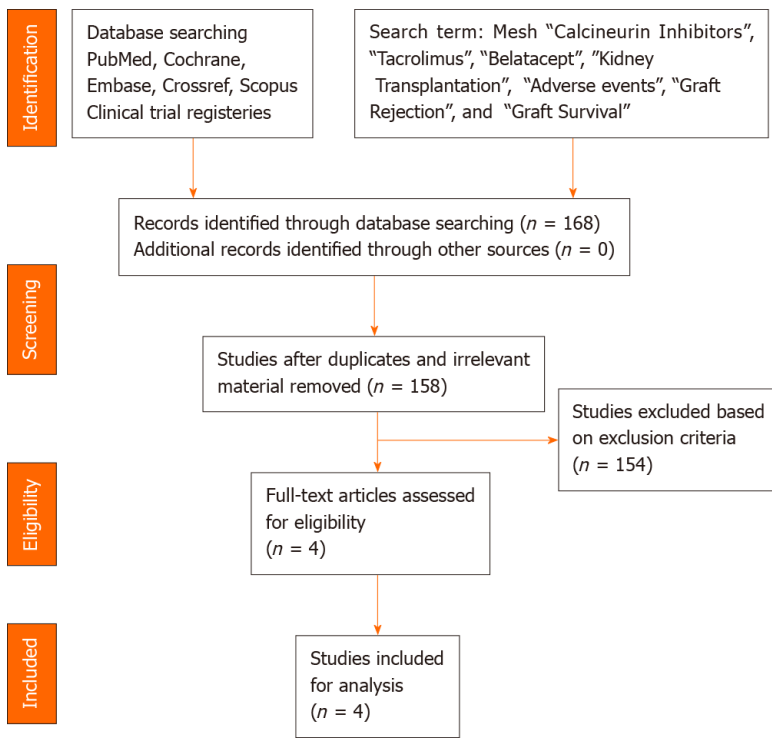 Identification
Database searching
PubMed, Cochrane,
Embase, Crossref, Scopus
Clinical trial registeries
Search term: Mesh “Calcineurin Inhibitors”,
“Tacrolimus”, “Belatacept”, ”Kidney
Transplantation”, “Adverse events”, “Graft
Rejection”, and “Graft Survival”
Records identified through database searching (n = 168)
Additional records identified through other sources (n = 0)
Screening
Studies after duplicates and irrelevant
material removed (n = 158)
Studies excluded based
on exclusion criteria
(n = 154)
Eligibility
Full-text articles assessed
for eligibility
(n = 4)
Included
Studies included
for analysis
(n = 4)